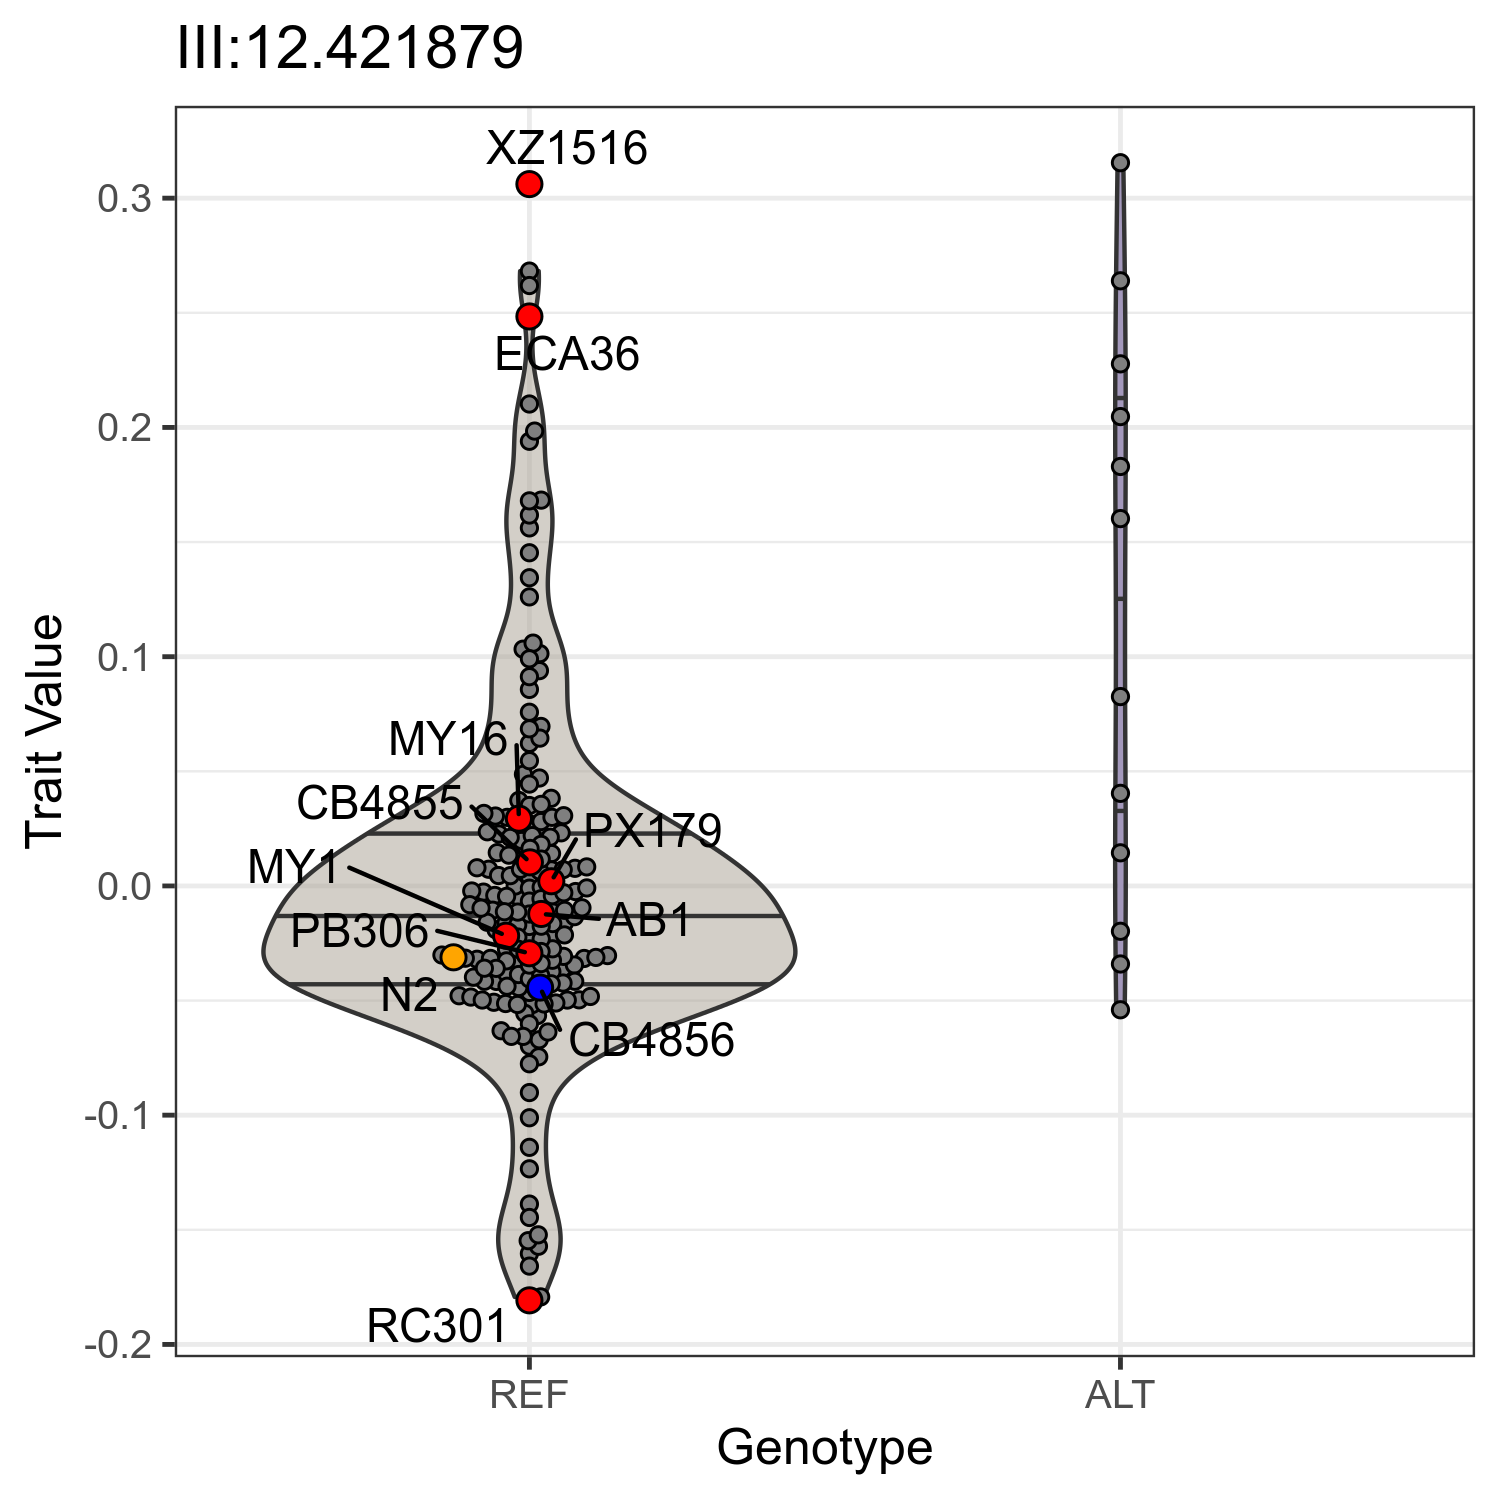 III:12.421879
XZ1516
0.3
ECA36
0.2
0.1
MY16
CB4855
PX179
MY1
0.0
AB1
PB306
N2
CB4856
-0.1
RC301
-0.2
Trait Value
REF
ALT
Genotype